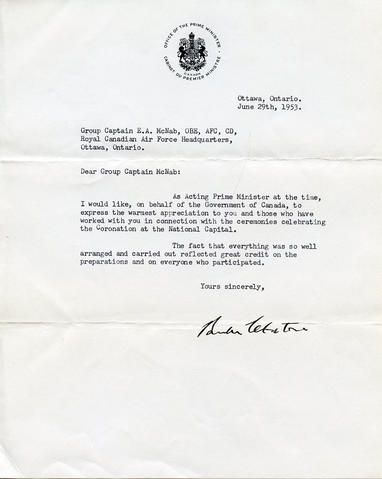 OFFICE OF THE PRIME MINISTER
CANADA
CABINET DU PREMIER MINISTRE
Ottawa, Ontario.
June 29th, 1953.
Group Captain E.A. McNab, OBE, AFC, CD,
Royal Canadian Air Force Headquarters,
Ottawa, Ontario.
Dear Group Captain McNab:
As Acting Prime Minister at the time,
I would like, on behalf of the Government of Canada, to
express the warmest appreciation to you and those who have
worked with you in connection with the ceremonies celebrating
the Coronation at the National Capital.
The fact that everything was so well
arranged and carried out reflected great credit on the
preparations and on everyone who participated.
Yours sincerely,